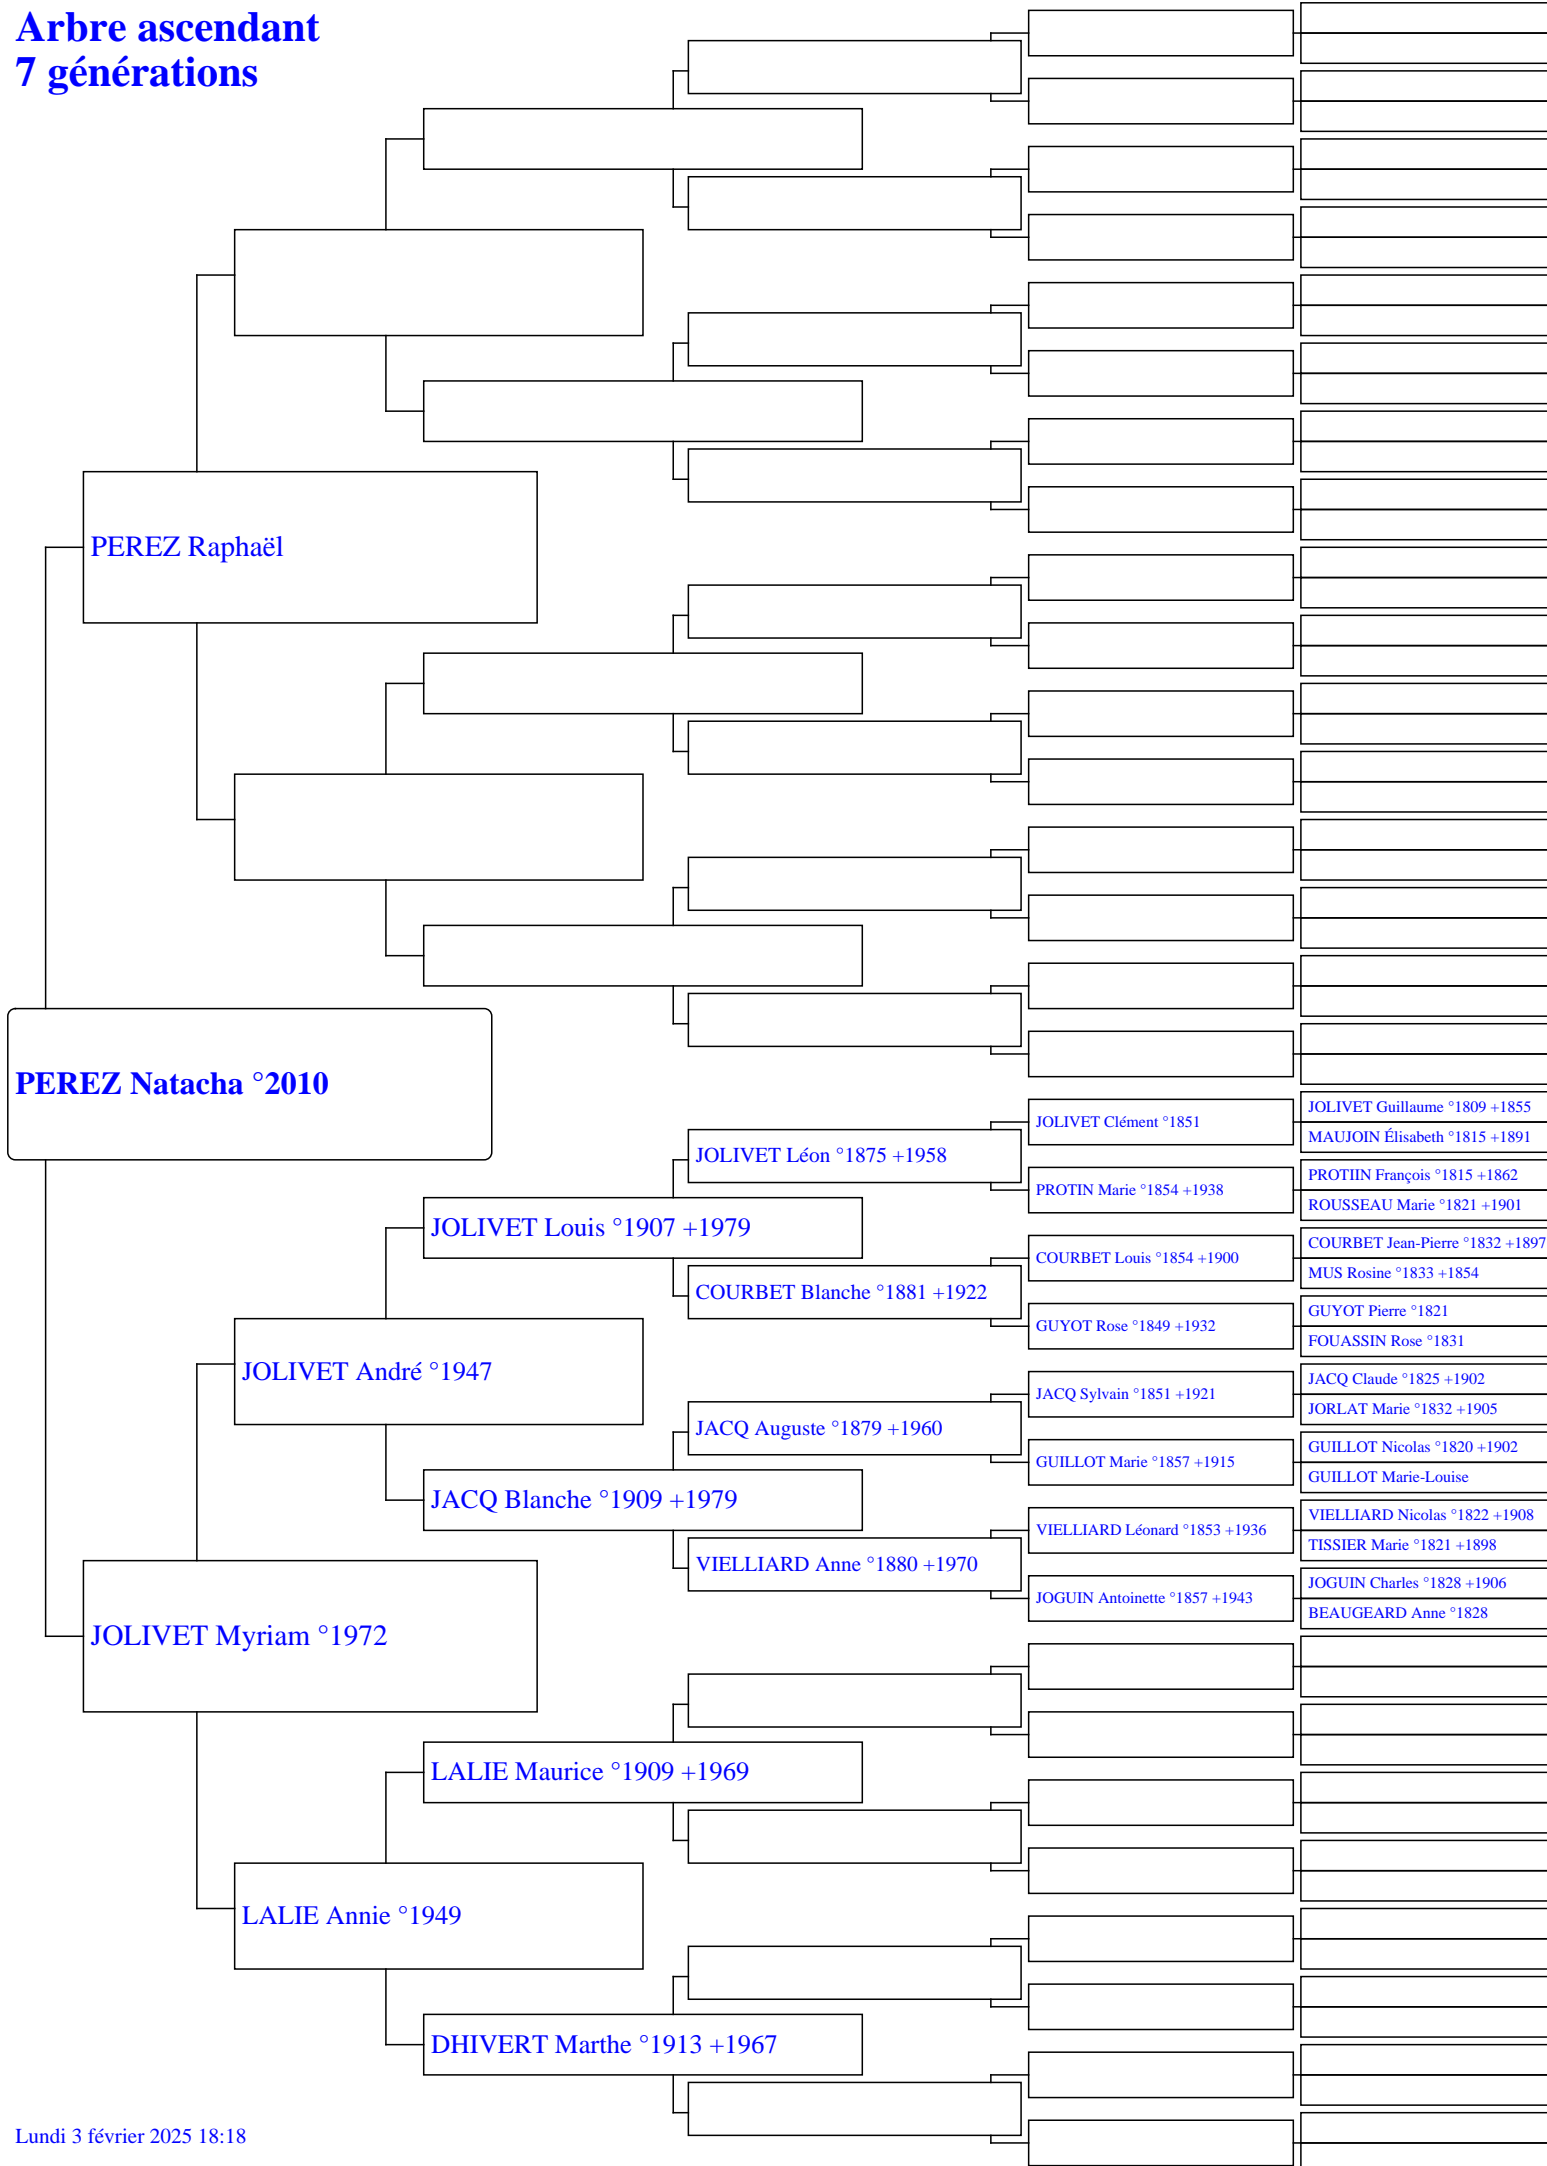 Arbre ascendant
7 générations
PEREZ Raphaël
PEREZ Natacha °2010
JOLIVET Myriam °1972
JOLIVET André °1947
LALIE Annie °1949
JOLIVET Louis °1907 +1979
JACQ Blanche °1909 +1979
LALIE Maurice °1909 +1969
DHIVERT Marthe °1913 +1967
JOLIVET Léon °1875 +1958
COURBET Blanche °1881 +1922
JACQ Auguste °1879 +1960
VIELLIARD Anne °1880 +1970
JOLIVET Clément °1851
PROTIN Marie °1854 +1938
COURBET Louis °1854 +1900
GUYOT Rose °1849 +1932
JACQ Sylvain °1851 +1921
GUILLOT Marie °1857 +1915
VIELLIARD Léonard °1853 +1936
JOGUIN Antoinette °1857 +1943
JOLIVET Guillaume °1809 +1855
MAUJOIN Élisabeth °1815 +1891
PROTIIN François °1815 +1862
ROUSSEAU Marie °1821 +1901
COURBET Jean-Pierre °1832 +1897
MUS Rosine °1833 +1854
GUYOT Pierre °1821
FOUASSIN Rose °1831
JACQ Claude °1825 +1902
JORLAT Marie °1832 +1905
GUILLOT Nicolas °1820 +1902
GUILLOT Marie-Louise
VIELLIARD Nicolas °1822 +1908
TISSIER Marie °1821 +1898
JOGUIN Charles °1828 +1906
BEAUGEARD Anne °1828
Lundi 3 février 2025 18:18